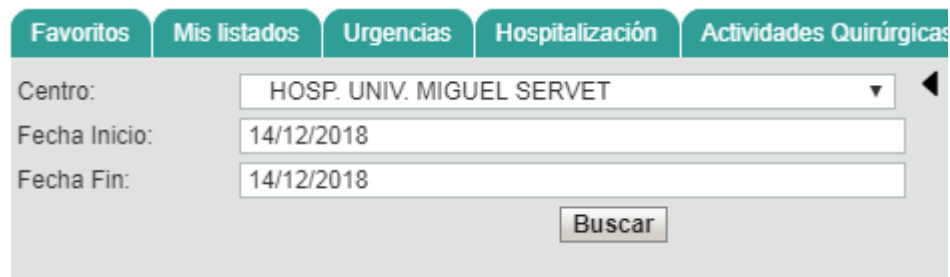 Favoritos Mis listados Urgencias Hospitalización Actividades Quirúrgicas
Centro: HOSP. UNIV. MIGUEL SERVET
Fecha Inicio: 14/12/2018
Fecha Fin: 14/12/2018
Buscar